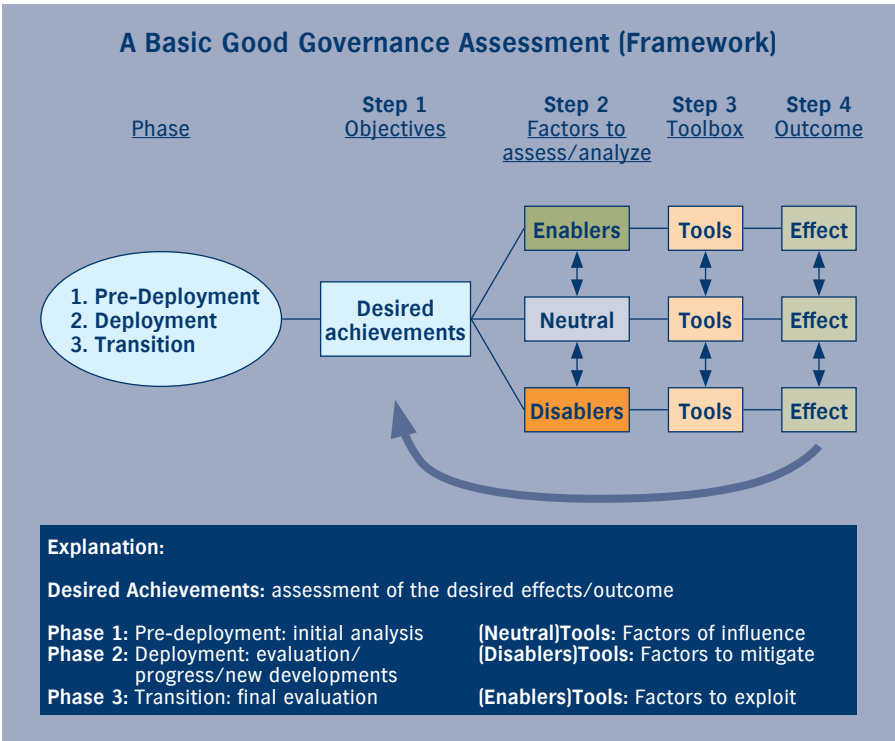 A Basic Good Governance Assessment (Framework)
Phase
Step 1
Objectives
Step 2
Factors to
assess/analyze
Step 3
Toolbox
Step 4
Outcome
1. Pre-Deployment
2. Deployment
3. Transition
Desired
achievements
Enablers
Tools
Effect
Neutral
Tools
Effect
Disablers
Tools
Effect
Explanation:
Desired Achievements: assessment of the desired effects/outcome
Phase 1: Pre-deployment: initial analysis
Phase 2: Deployment: evaluation/
progress/new developments
Phase 3: Transition: final evaluation
(Neutral)Tools: Factors of influence
(Disablers)Tools: Factors to mitigate
(Enablers)Tools: Factors to exploit